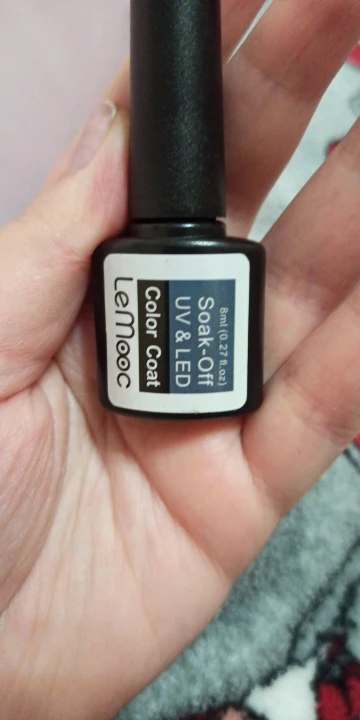 8ml (0.27 fl.oz)
Soak-Off
UV & LED
Color Coat
LeMooc